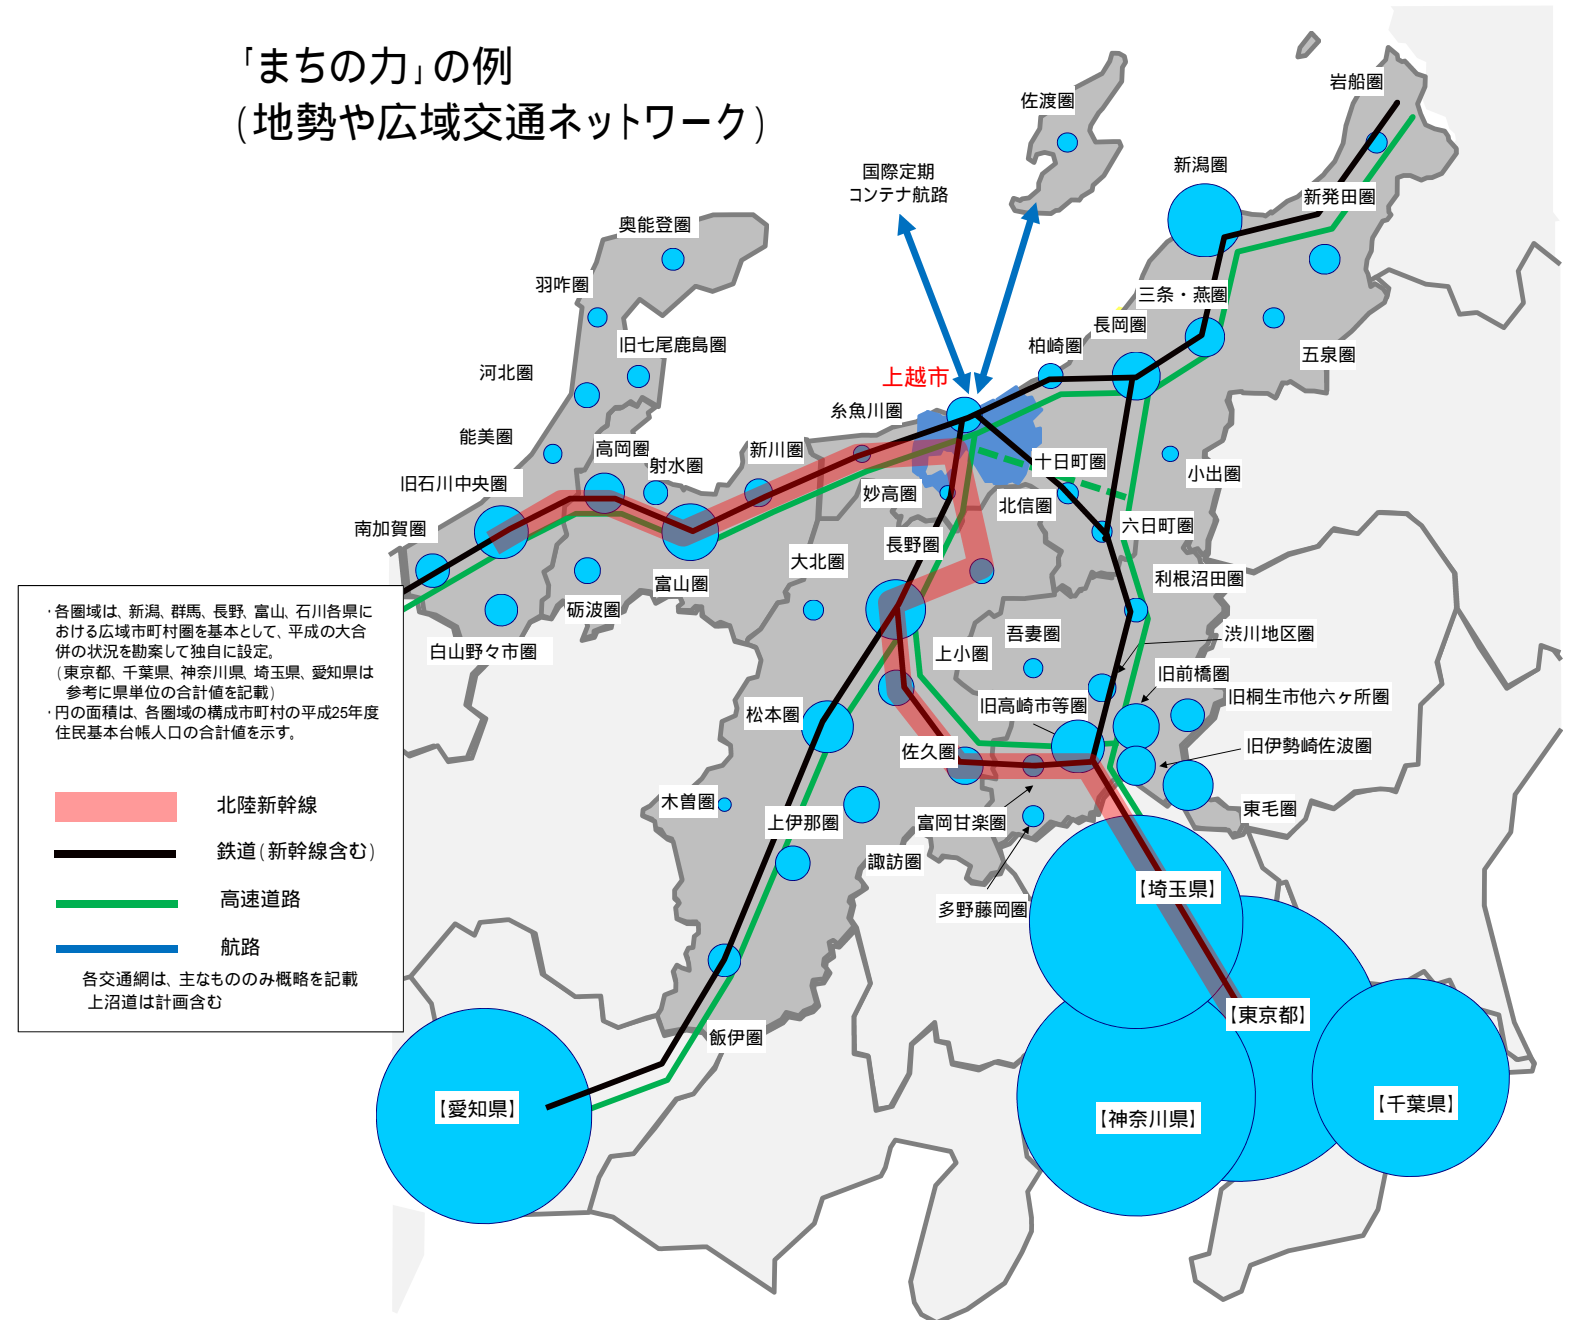 「まちの力」の例
(地勢や広域交通ネットワーク)
岩船圏
佐渡圏
新潟圏
国際定期
コンテナ航路
新発田圏
奥能登圏
羽咋圏
三条・燕圏
長岡圏
旧七尾鹿島圏
柏崎圏
五泉圏
河北圏
上越市
糸魚川圏
能美圏
高岡圏
新川圏
射水圏
十日町圏
小出圏
旧石川中央圏
妙高圏
北信圏
南加賀圏
六日町圏
長野圏
大北圏
富山圏
利根沼田圏
砺波圏
吾妻圏
渋川地区圏
白山野々市圏
上小圏
旧前橋圏
旧桐生市他六ヶ所圏
松本圏
旧高崎市等圏
佐久圏
旧伊勢崎佐波圏
木曽圏
上伊那圏
富岡甘楽圏
東毛圏
諏訪圏
多野藤岡圏
【埼玉県】
【東京都】
飯伊圏
【愛知県】
【神奈川県】
【千葉県】
・各圏域は、新潟、群馬、長野、富山、石川各県に
おける広域市町村圏を基本として、平成の大合
併の状況を勘案して独自に設定。
(東京都、千葉県、神奈川県、埼玉県、愛知県は
参考に県単位の合計値を記載)
・円の面積は、各圏域の構成市町村の平成25年度
住民基本台帳人口の合計値を示す。
北陸新幹線
鉄道(新幹線含む)
高速道路
航路
各交通網は、主なもののみ概略を記載
上沼道は計画含む